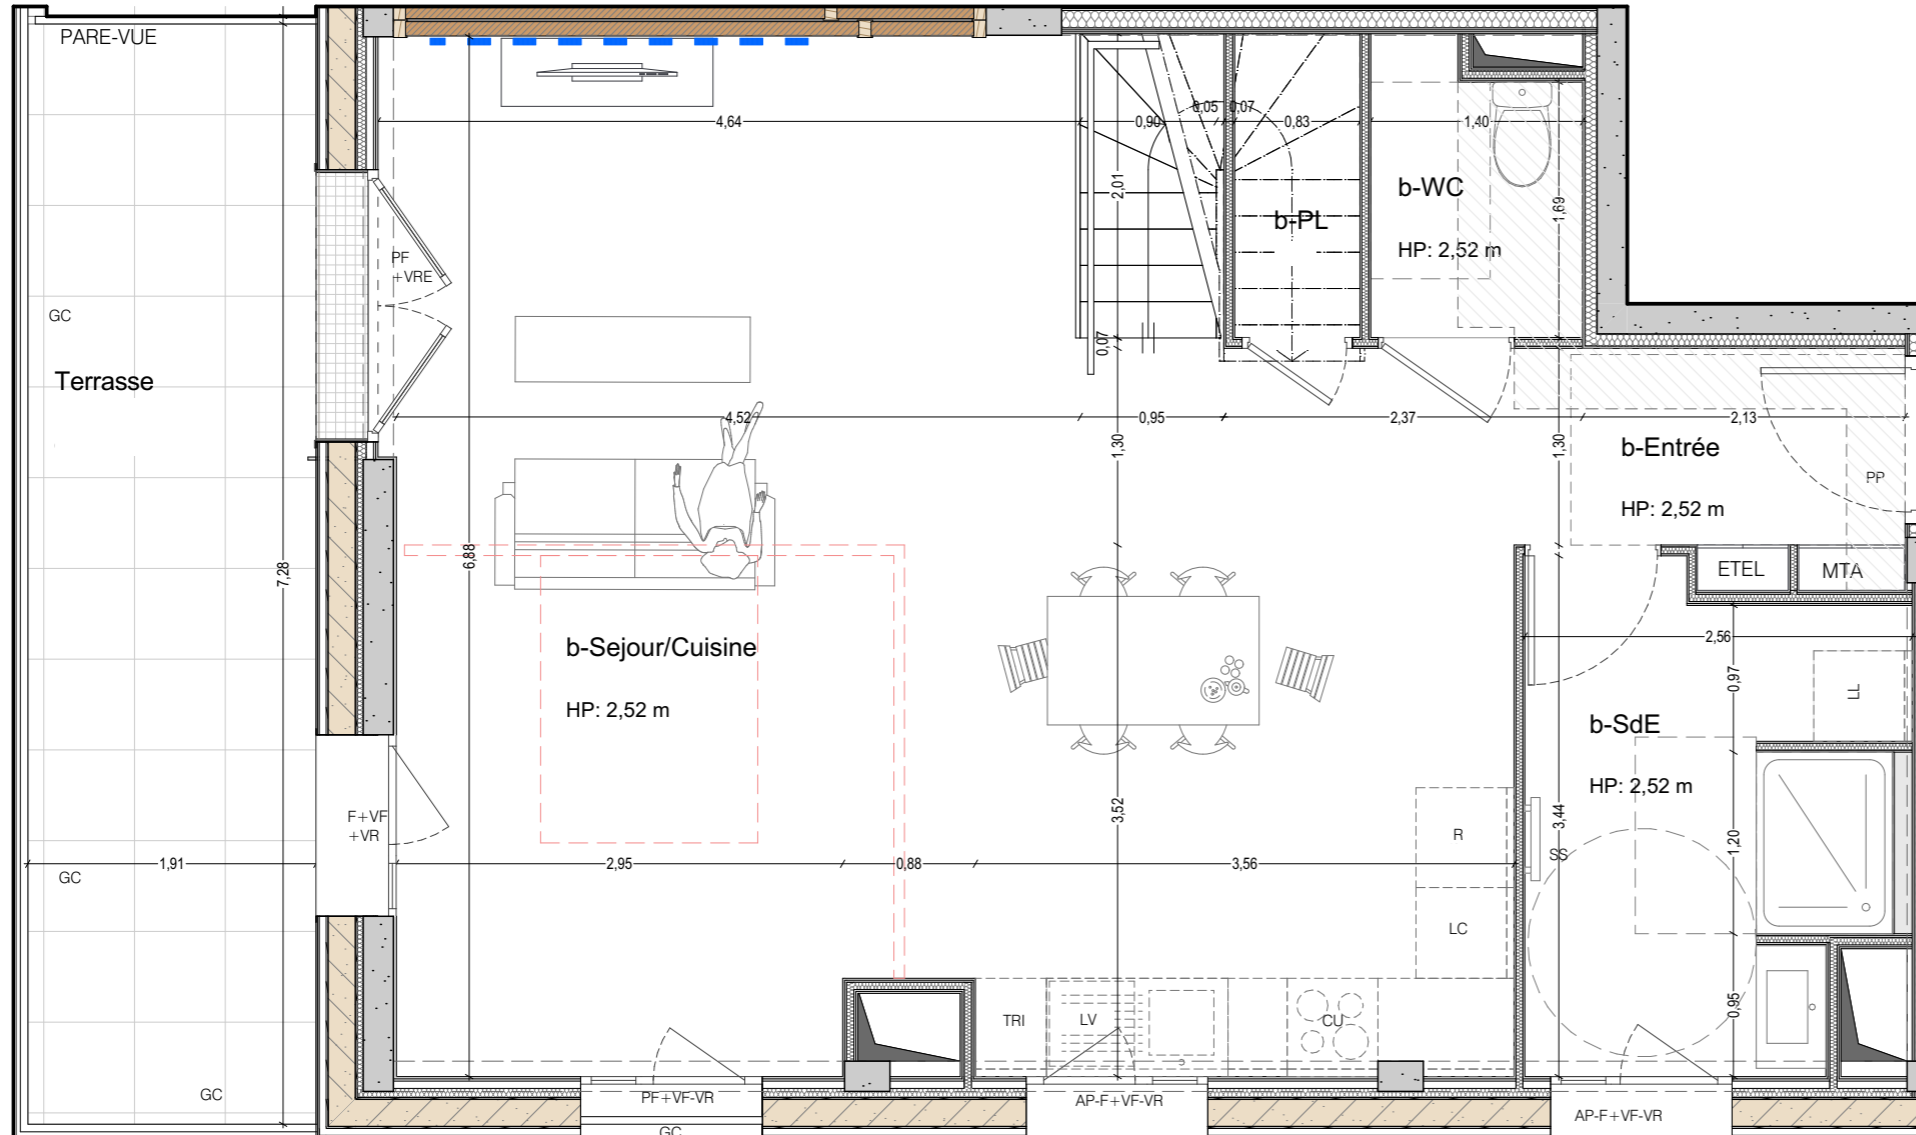 PARE-VUE
4,64
0,90
0,05
0,07
0,83
1,40
2,01
b-WC
1,69
b-PL
HP: 2,52 m
PF
+VRE
GC
0,07
Terrasse
4,52
0,95
2,37
2,13
1,30
1,30
b-Entrée
PP
HP: 2,52 m
6,88
7,28
ETEL
MTA
2,56
b-Sejour/Cuisine
0,97
LL
HP: 2,52 m
b-SdE
HP: 2,52 m
F+VF
+VR
3,52
3,44
R
1,20
SS
1,91
2,95
0,88
3,56
GC
LC
0,95
TRI
LV
CU
GC
PF+VF-VR
AP-F+VF-VR
AP-F+VF-VR
GC